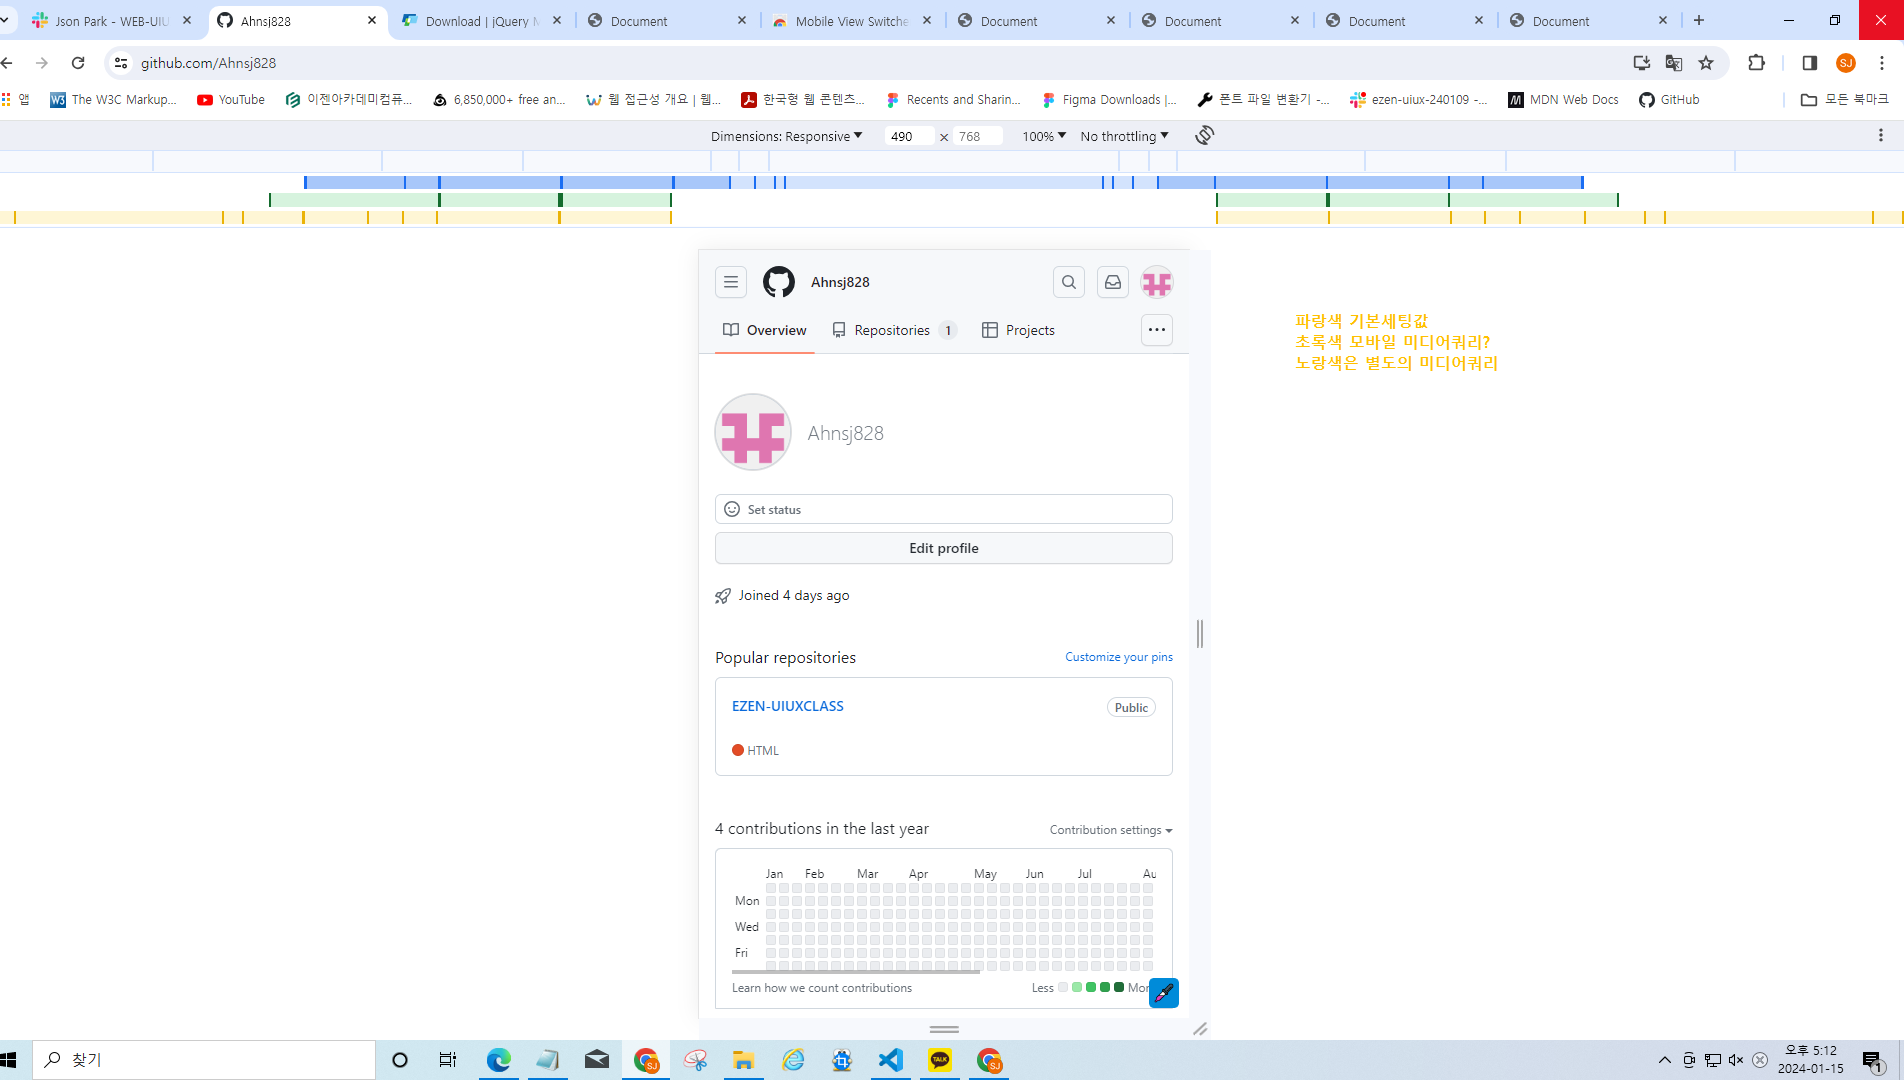 Json Park - WEB-UIU
Ahnsj828
Download | jQuery M
Document
Mobile View Switche
Document
Document
Document
Document
github.com/Ahnsj828
SJ
앱
The W3C Markup...
YouTube
이젠아카데미컴퓨...
6,850,000+ free an...
웹 접근성 개요 | 웹...
한국형 웹 콘텐츠...
Recents and Sharin...
Figma Downloads |...
폰트 파일 변환기 -...
ezen-uiux-240109 -...
MDN Web Docs
GitHub
모든 북마크
Dimensions: Responsive
490
×
768
100%
No throttling
Ahnsj828
Overview
Repositories 1
Projects
파랑색 기본세팅값
초록색 모바일 미디어쿼리?
노랑색은 별도의 미디어쿼리
Ahnsj828
Set status
Edit profile
Joined 4 days ago
Popular repositories
Customize your pins
EZEN-UIUXCLASS
Public
HTML
4 contributions in the last year
Contribution settings
Jan Feb Mar Apr May Jun Jul Au
Mon
Wed
Fri
Learn how we count contributions
Less
Mor
찾기
SJ
TALK
SJ
오후 5:12
2024-01-15
1